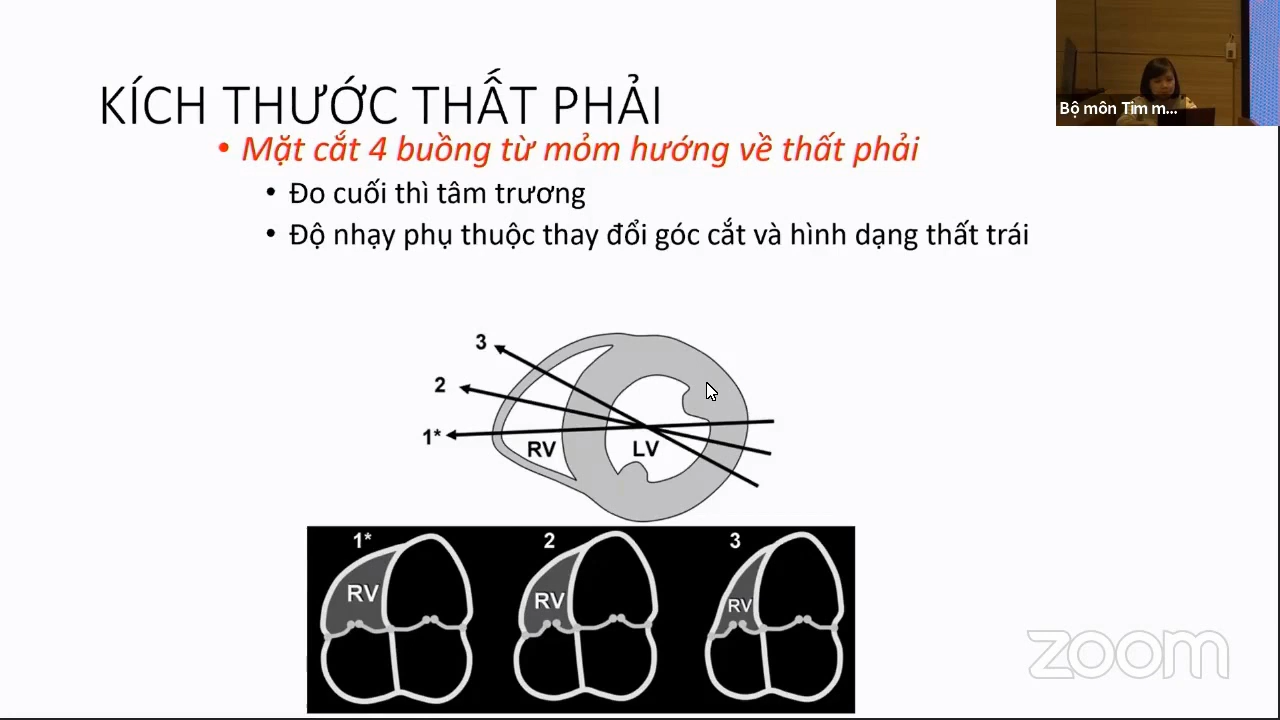 KÍCH THƯỚC THẤT PHẢI
Bộ môn Tim m...
• Mặt cắt 4 buồng từ mỏm hướng về thất phải
• Đo cuối thì tâm trương
• Độ nhạy phụ thuộc thay đổi góc cắt và hình dạng thất trái
3
2
1*
RV
LV
1*
2
3
RV
RV
RV
zoom